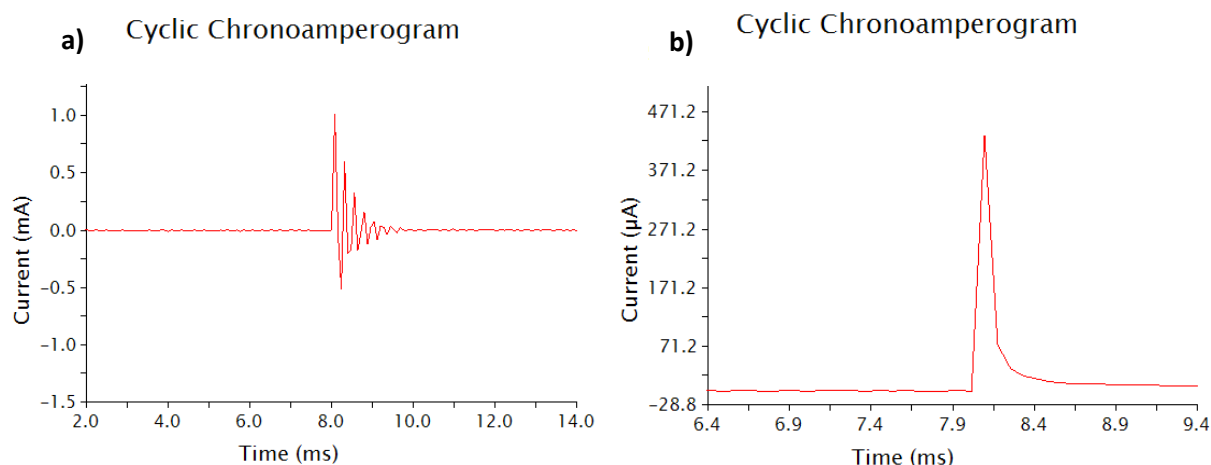 a)
Cyclic Chronoamperogram
Current (mA)
1.0
0.5
0.0
−0.5
−1.0
−1.5
2.0 4.0 6.0 8.0 10.0 12.0 14.0
Time (ms)
b)
Cyclic Chronoamperogram
Current (µA)
471.2
371.2
271.2
171.2
71.2
−28.8
6.4 6.9 7.4 7.9 8.4 8.9 9.4
Time (ms)